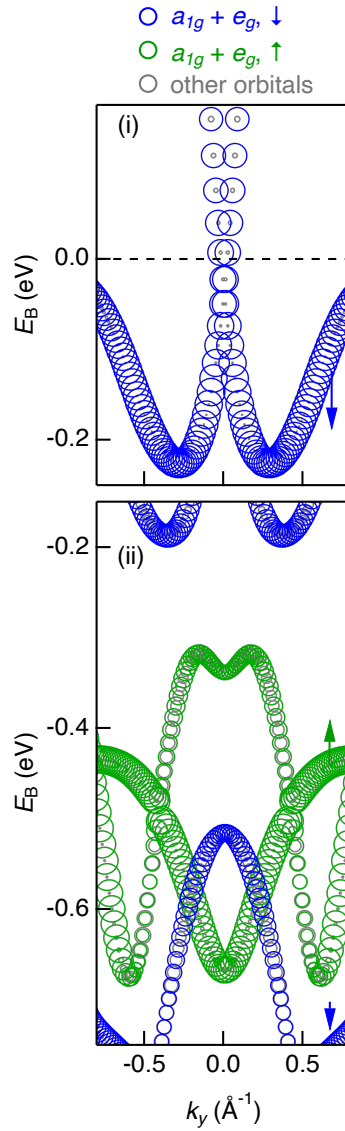 a1g + eg, ↓
a1g + eg, ↑
other orbitals
(i)
0.0
-0.2
EB (eV)
(ii)
-0.2
-0.4
-0.6
EB (eV)
-0.5 0.0 0.5
ky (Å-1)